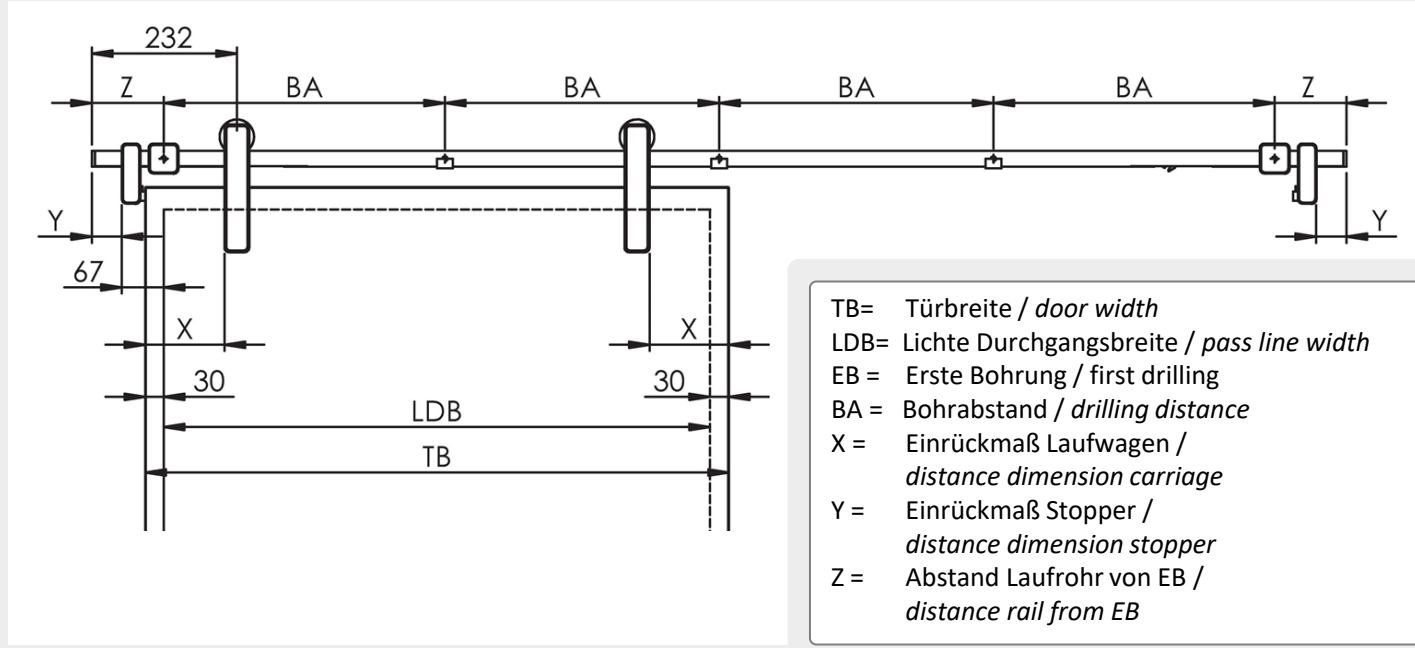 232
Z BA BA BA BA Z
Y Y
67
X X
30 30
LDB
TB
TB= Türbreite / door width
LDB= Lichte Durchgangsbreite / pass line width
EB = Erste Bohrung / first drilling
BA = Bohrabstand / drilling distance
X = Einrückmaß Laufwagen /
distance dimension carriage
Y = Einrückmaß Stopper /
distance dimension stopper
Z = Abstand Laufrohr von EB /
distance rail from EB